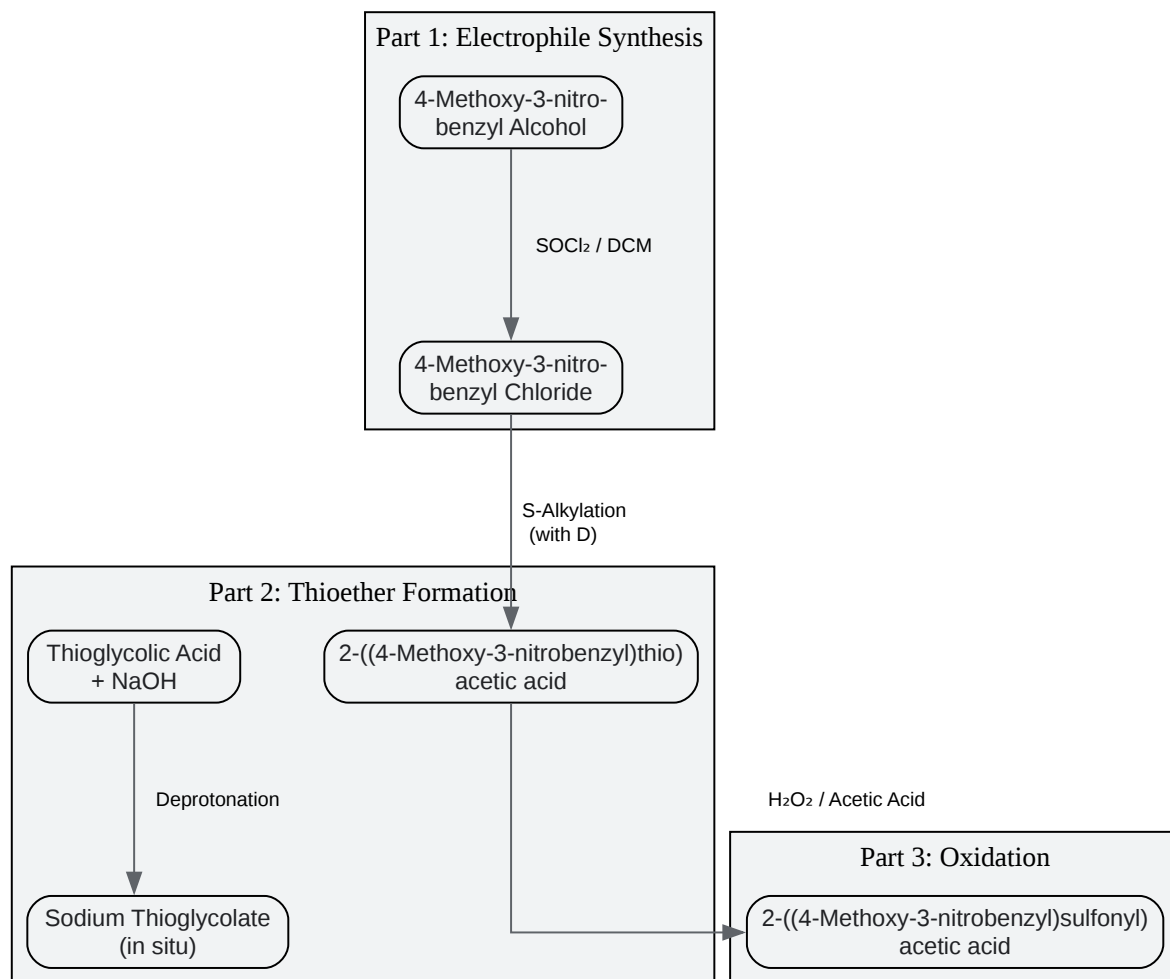 Part 1: Electrophile Synthesis
4-Methoxy-3-nitro-
benzyl Alcohol
SOCl₂ / DCM
4-Methoxy-3-nitro-
benzyl Chloride
S-Alkylation
(with D)
Part 2: Thioether Formation
Thioglycolic Acid
+ NaOH
2-((4-Methoxy-3-nitrobenzyl)thio)
acetic acid
Deprotonation
H₂O₂ / Acetic Acid
Part 3: Oxidation
Sodium Thioglycolate
(in situ)
2-((4-Methoxy-3-nitrobenzyl)sulfonyl)
acetic acid